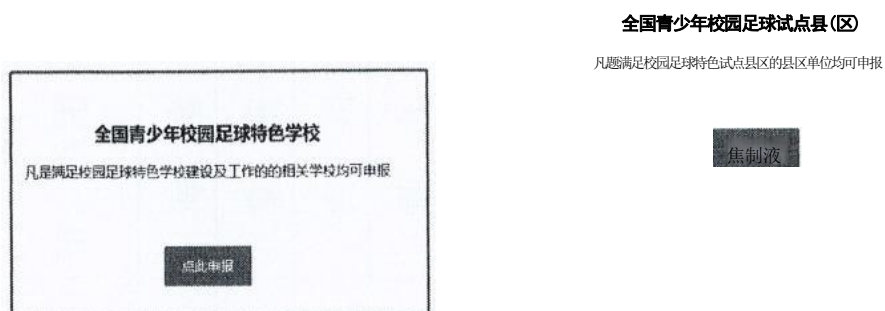 全国青少年校园足球特色学校
凡是满足校园足球特色学校建设及工作的的相关学校均可申报
点此申报
全国青少年校园足球试点县(区)
凡题满足校园足球特色试点县区的县区单位均可申报
焦制液